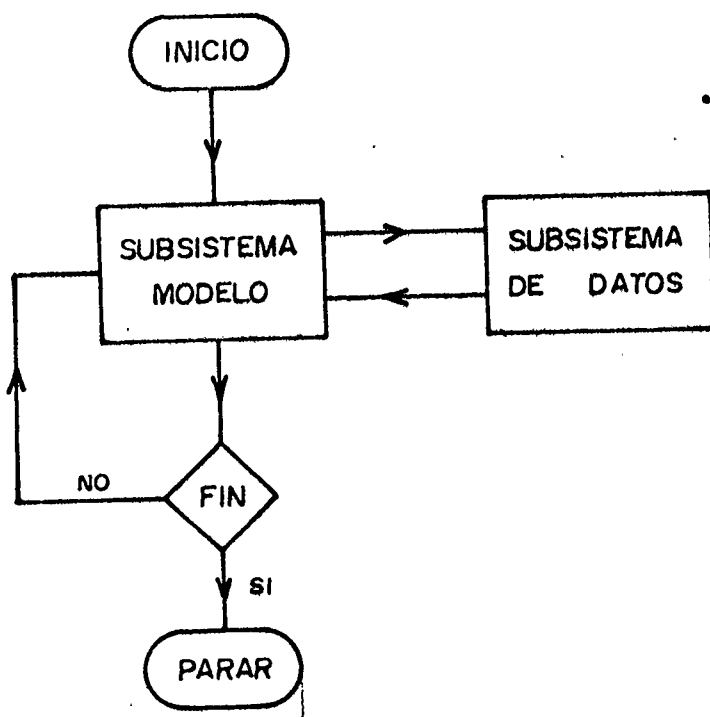 INICIO
SUBSISTEMA
MODELO
SUBSISTEMA
DE DATOS
NO
FIN
SI
PARAR